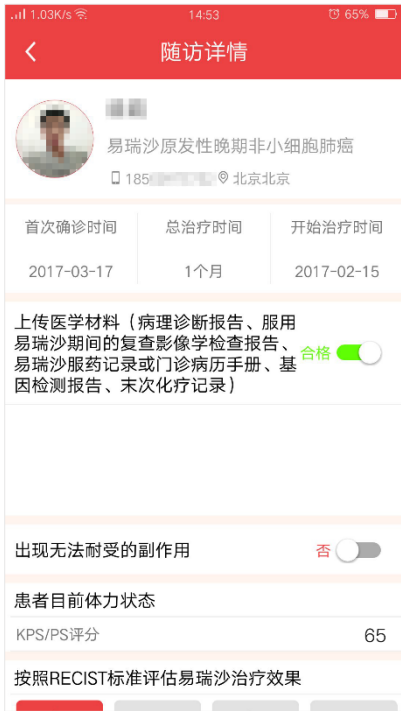 1.03K/s 14:53 65%
随访详情
易瑞沙原发性晚期非小细胞肺癌
185 北京北京
首次确诊时间 总治疗时间 开始治疗时间
2017-03-17 1个月 2017-02-15
上传医学材料（病理诊断报告、服用
易瑞沙期间的复查影像学检查报告、
易瑞沙服药记录或门诊病历手册、基
因检测报告、末次化疗记录）
合格
出现无法耐受的副作用 否
患者目前体力状态
KPS/PS评分 65
按照RECIST标准评估易瑞沙治疗效果